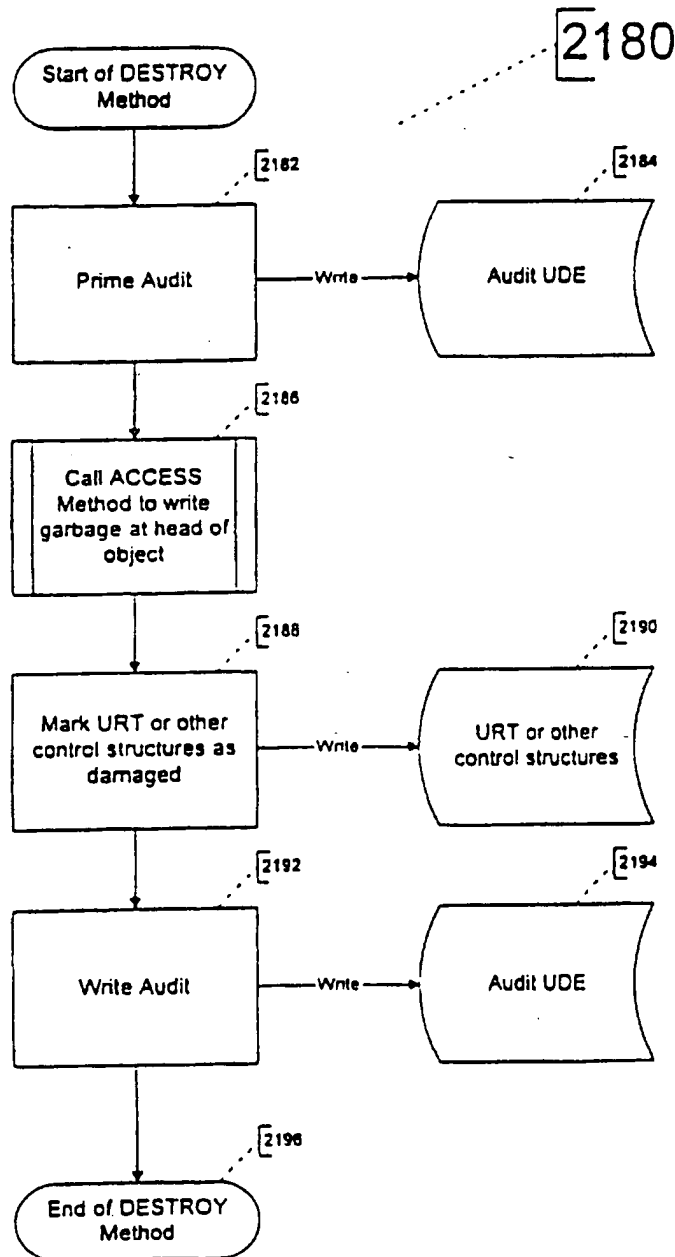 2180
Start of DESTROY
Method
2182
2184
Prime Audit
Write
Audit UDE
2186
Call ACCESS
Method to write
garbage at head of
object
2188
2190
Mark URT or other
control structures as
damaged
Write
URT or other
control structures
2192
2194
Write Audit
Write
Audit UDE
2196
End of DESTROY
Method